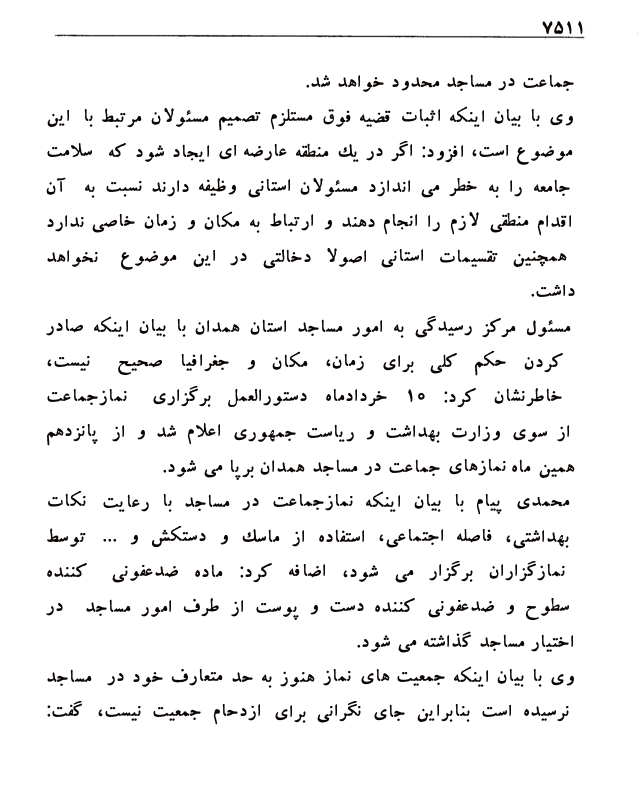 ۷۵۱۱
جماعت در مساجد محدود خواهد شد.
وی با بیان اینکه اثبات قضیه فوق مستلزم تصمیم مسئولان مرتبط با این
موضوع است، افزود: اگر در یك منطقه عارضه ای ایجاد شود که سلامت
جامعه را به خطر می اندازد مسئولان استانی وظیفه دارند نسبت به آن
اقدام منطقی لازم را انجام دهند و ارتباط به مکان و زمان خاصی ندارد
همچنین تقسیمات استانی اصولا دخالتی در این موضوع نخواهد
داشت.
مسئول مرکز رسیدگی به امور مساجد استان همدان با بیان اینکه صادر
کردن حکم کلی برای زمان، مکان و جغرافیا صحیح نیست،
خاطرنشان کرد: ۱۵ خردادماه دستورالعمل برگزاری نمازجماعت
از سوی وزارت بهداشت و ریاست جمهوری اعلام شد و از پانزدهم
همین ماه نمازهای جماعت در مساجد همدان برپا می شود.
محمدی پیام با بیان اینکه نمازجماعت در مساجد با رعایت نکات
بهداشتی، فاصله اجتماعی، استفاده از ماسك و دستکش و ... توسط
نمازگزاران برگزار می شود، اضافه کرد: ماده ضدعفونی کننده
سطوح و ضدعفونی کننده دست و پوست از طرف امور مساجد در
اختیار مساجد گذاشته می شود.
وی با بیان اینکه جمعیت های نماز هنوز به حد متعارف خود در مساجد
نرسیده است بنابراین جای نگرانی برای ازدحام جمعیت نیست، گفت: